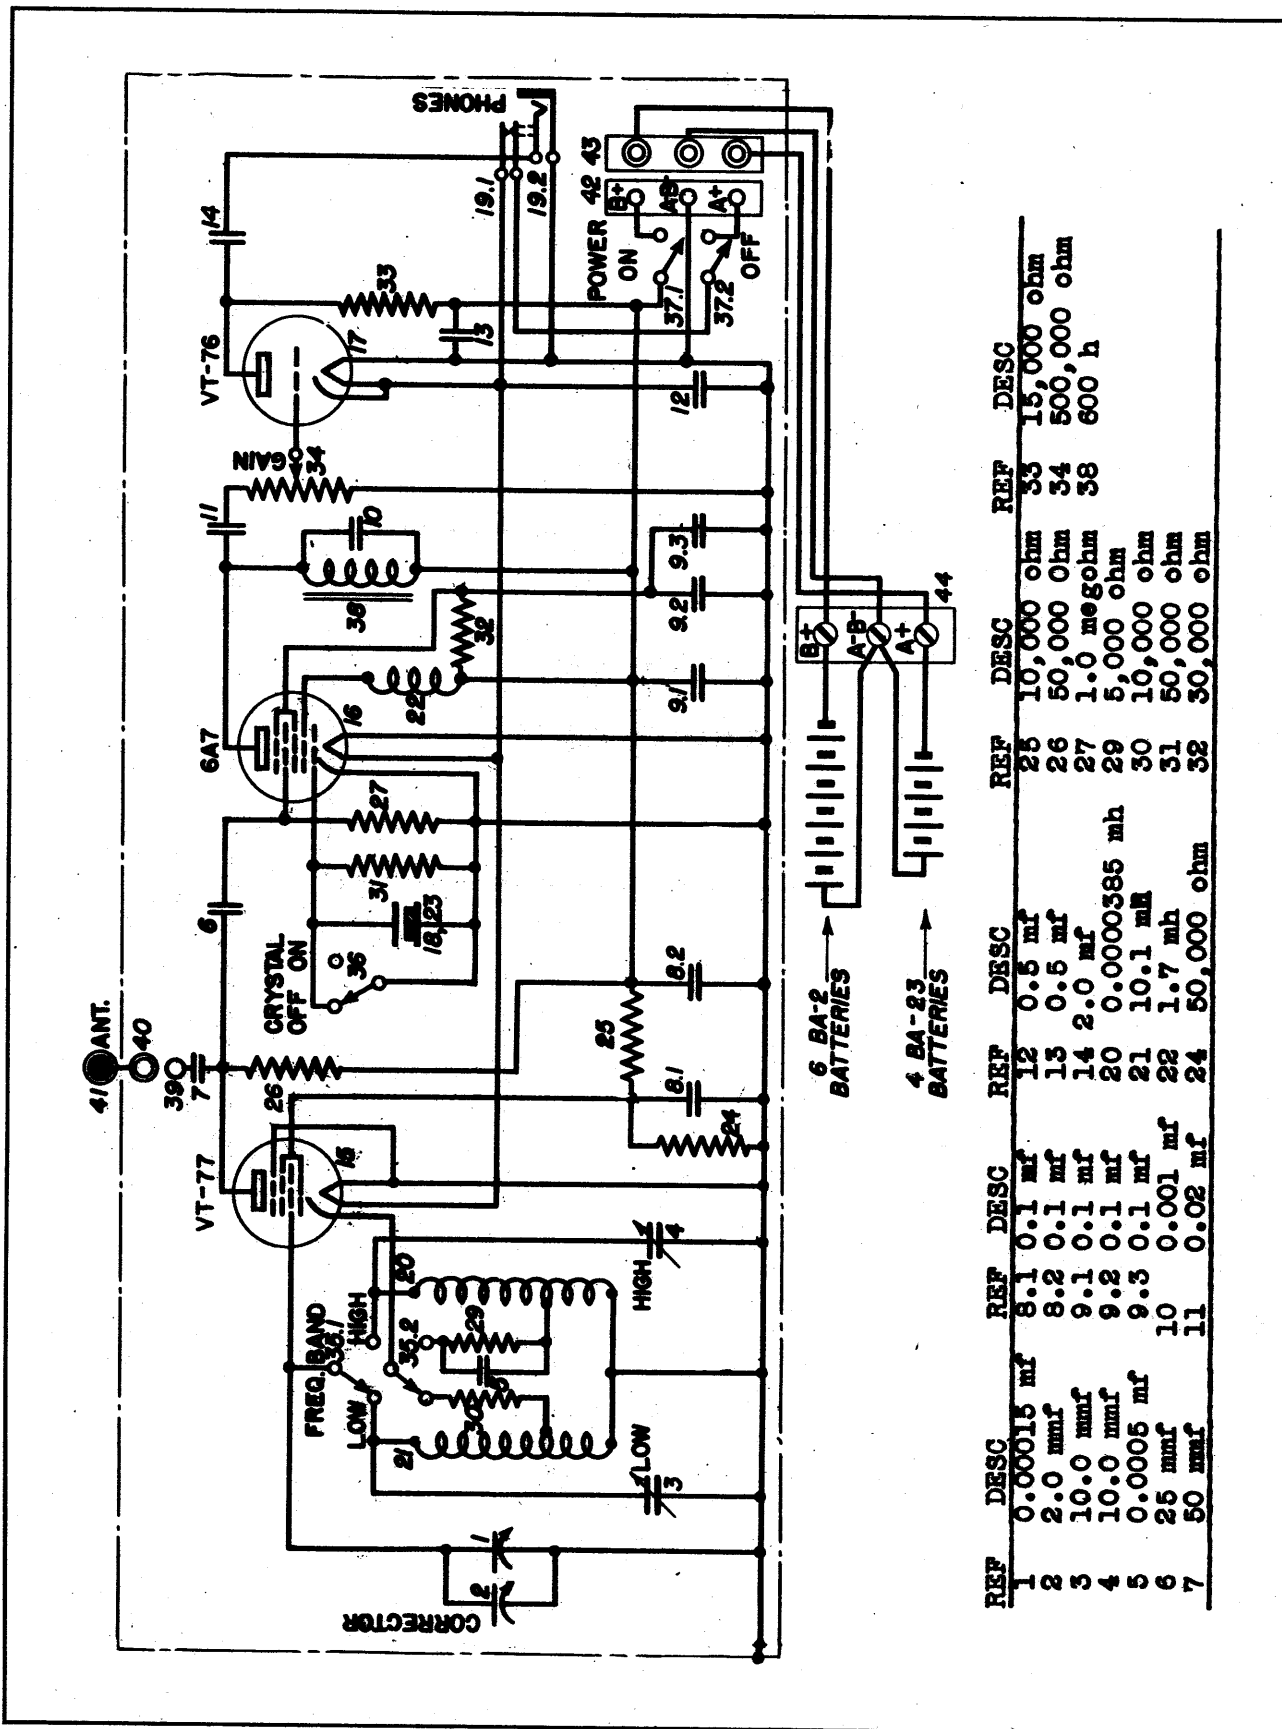 41
ANT.
40
39
7
VT-77
6
6A7
11
VT-76
14
26
CRYSTAL
OFF ON
36
GAIN
34
PHONES
15
18,23
31
27
16
38
10
17
33
19.1
19.2
FREQ. BAND
35.1
LOW
HIGH
35.2
20
21
30
5
29
22
32
13
POWER
ON
OFF
37.1
37.2
42
43
B+
AB-
A+
CORRECTOR
2
1
LOW
3
HIGH
4
24
8.1
25
8.2
9.1
9.2
9.3
12
6 BA-2
BATTERIES
4 BA-23
BATTERIES
B+
A-B-
A+
44
REF DESC REF DESC REF DESC REF DESC REF DESC
1 0.00015 mf 8.1 0.1 mf 12 0.5 mf 25 10,000 ohm 33 15,000 ohm
2 2.0 mmf 8.2 0.1 mf 13 0.5 mf 26 50,000 ohm 34 500,000 ohm
3 10.0 mmf 9.1 0.1 mf 14 2.0 mf 27 1.0 megohm 38 600 h
4 10.0 mmf 9.2 0.1 mf 20 0.0000385 mh 29 5,000 ohm
5 0.0005 mf 9.3 0.1 mf 21 10.1 mH 30 10,000 ohm
6 25 mmf 10 0.001 mf 22 1.7 mh 31 50,000 ohm
7 50 mmf 11 0.02 mf 24 50,000 ohm 32 30,000 ohm